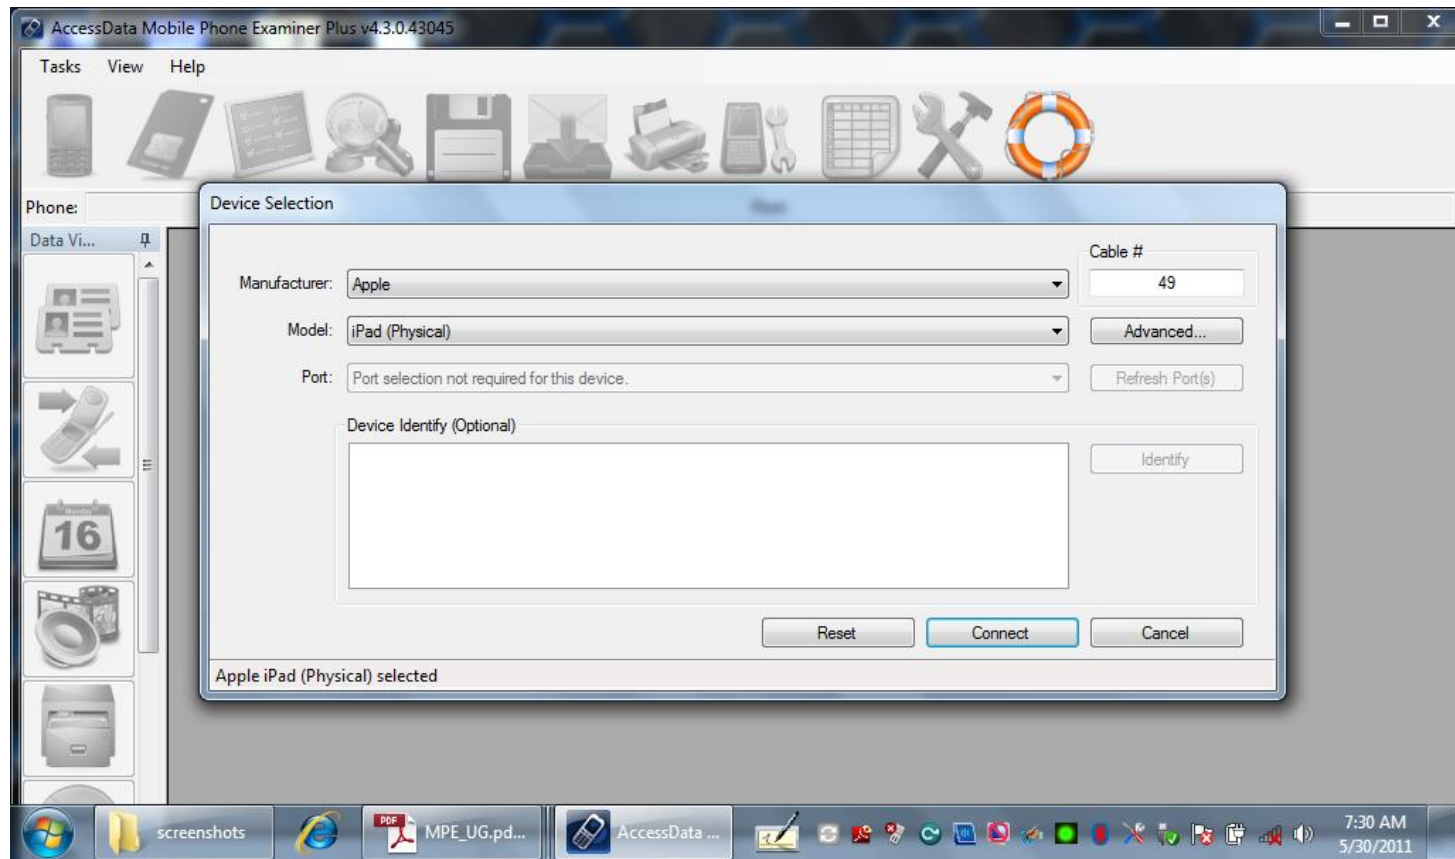 AccessData Mobile Phone Examiner Plus v4.3.0.43045
Tasks View Help
Phone:
Data Vi...
Device Selection
Cable #
Manufacturer: Apple 49
Model: iPad (Physical) Advanced...
Port: Port selection not required for this device. Refresh Port(s)
Device Identify (Optional)
Identify
Monday
16
Reset Connect Cancel
Apple iPad (Physical) selected
screenshots
PDF
MPE_UG.pd...
AccessData ...
7:30 AM
5/30/2011